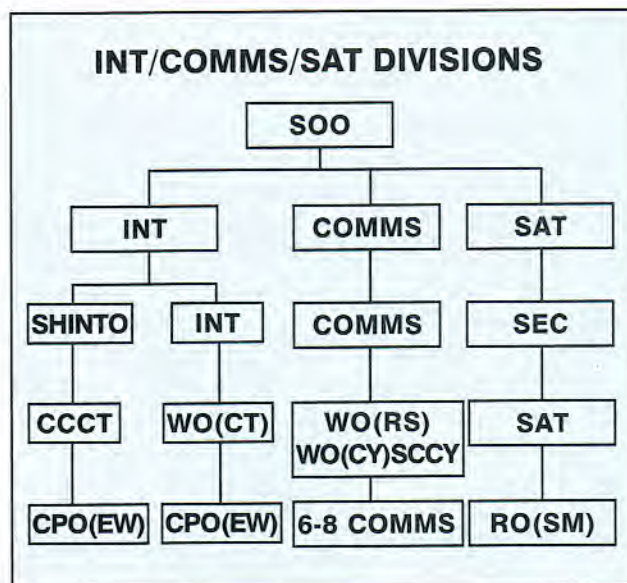 INT/COMMS/SAT DIVISIONS
SOO
INT
COMMS
SAT
SHINTO
INT
COMMS
SEC
CCCT
WO(CT)
WO(RS)
WO(CY)SCCY
SAT
CPO(EW)
CPO(EW)
6-8 COMMS
RO(SM)